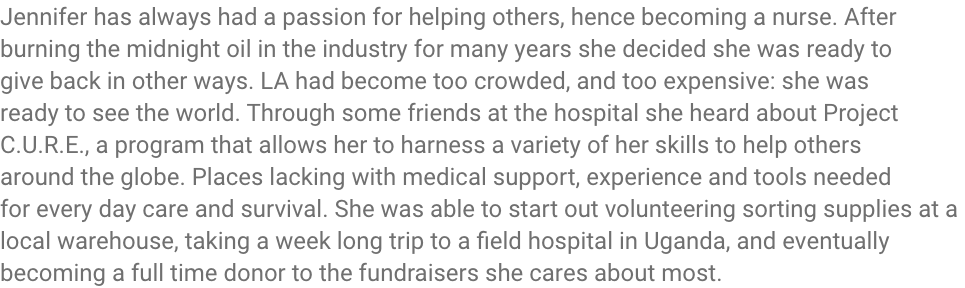 Jennifer has always had a passion for helping others, hence becoming a nurse. After
burning the midnight oil in the industry for many years she decided she was ready to
give back in other ways. LA had become too crowded, and too expensive: she was
ready to see the world. Through some friends at the hospital she heard about Project
C.U.R.E., a program that allows her to harness a variety of her skills to help others
around the globe. Places lacking with medical support, experience and tools needed
for every day care and survival. She was able to start out volunteering sorting supplies at a
local warehouse, taking a week long trip to a field hospital in Uganda, and eventually
becoming a full time donor to the fundraisers she cares about most.